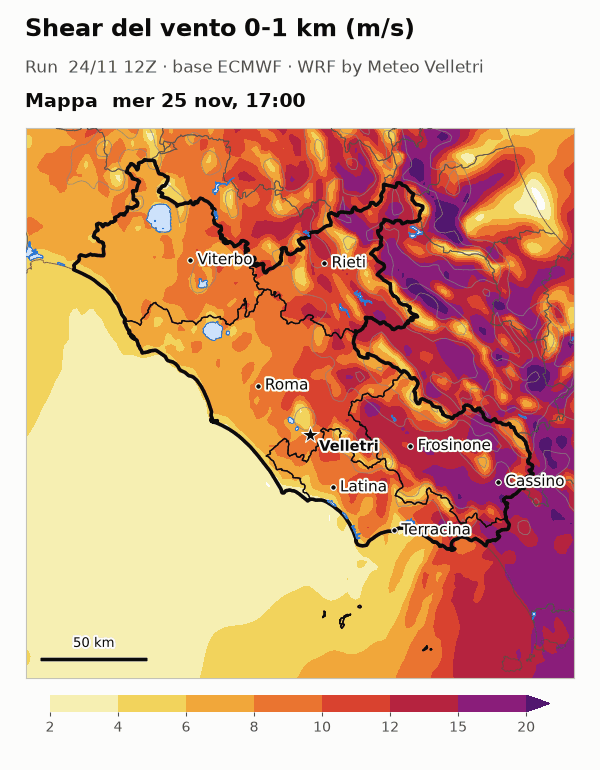 Shear del vento 0-1 km (m/s)
Run  24/11 12Z · base ECMWF · WRF by Meteo Velletri
Mappa  mer 25 nov, 17:00
Viterbo
Rieti
Roma
Velletri
Frosinone
Cassino
Latina
Terracina
50 km
2 4 6 8 10 12 15 20